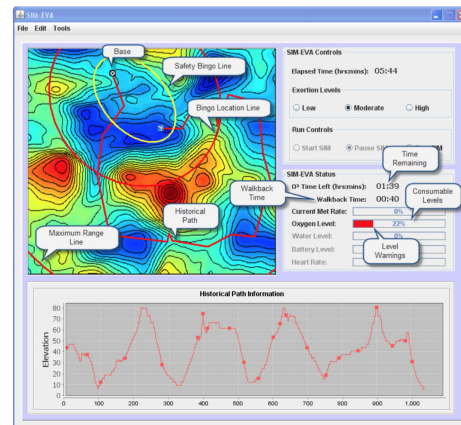 SIM-EVA
File Edit Tools
Base
Safety Bingo Line
Bingo Location Line
Historical Path
Maximum Range Line
SIM-EVA Controls
Elapsed Time (hrs:mins): 05:44
Exertion Levels
Low Moderate High
Run Controls
Start SIM Pause SIM
SIM-EVA Status
Time Remaining
O² Time Left (hrs:mins): 01:39
Walkback Time
Walkback Time: 00:40
Consumable Levels
Current Met Rate: 0%
Oxygen Level: 22%
Water Level: 0%
Battery Level:
Heart Rate:
Level Warnings
Historical Path Information
Elevation
80
70
60
50
40
30
20
10
0
0 100 200 300 400 500 600 700 800 900 1,000